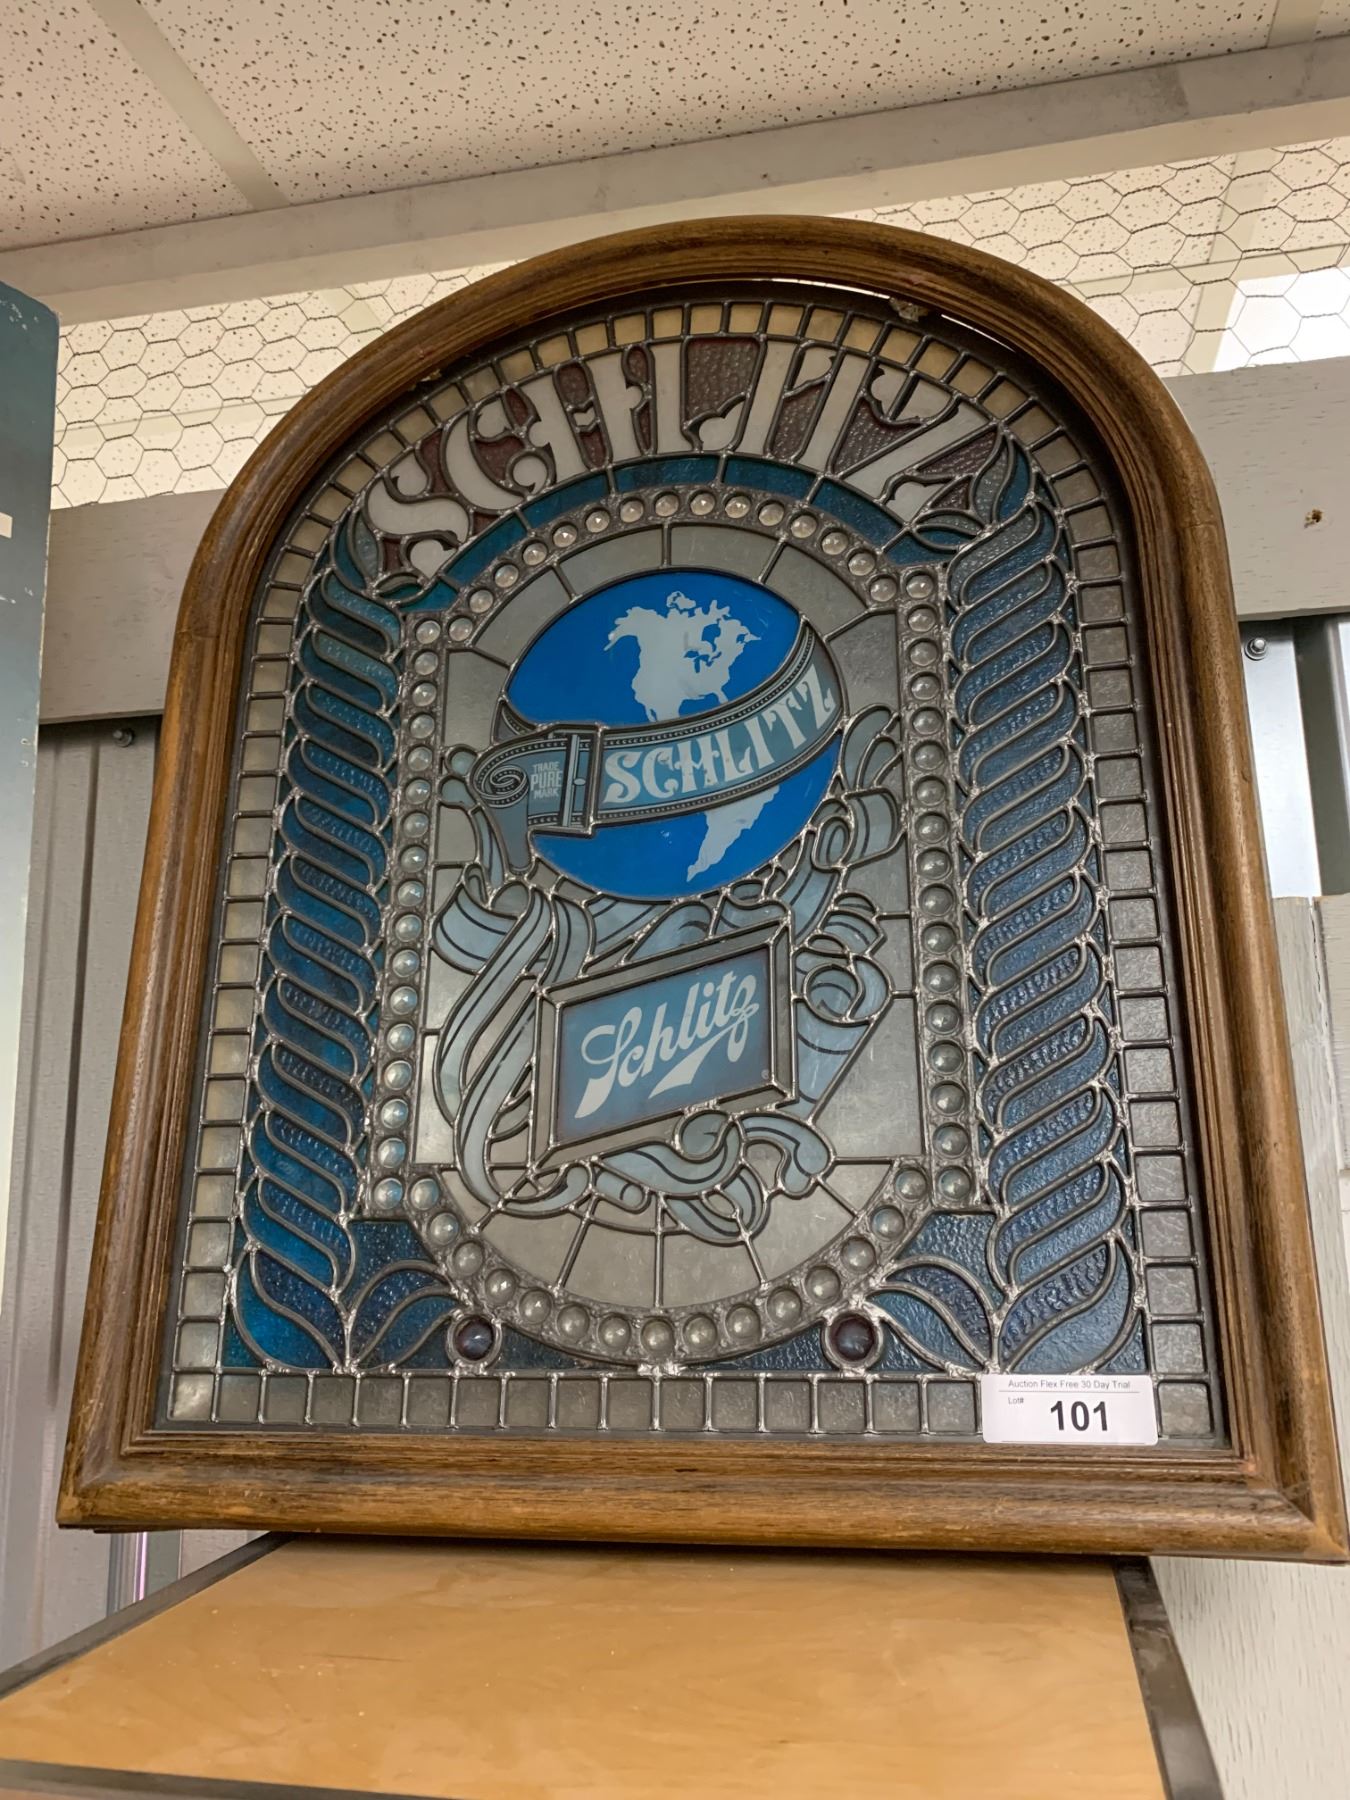 SCHLITZ
SCHLITZ
TRADE
PURE
MARK
Schlitz
Auction Flex Free 30 Day Trial
Lot#
101